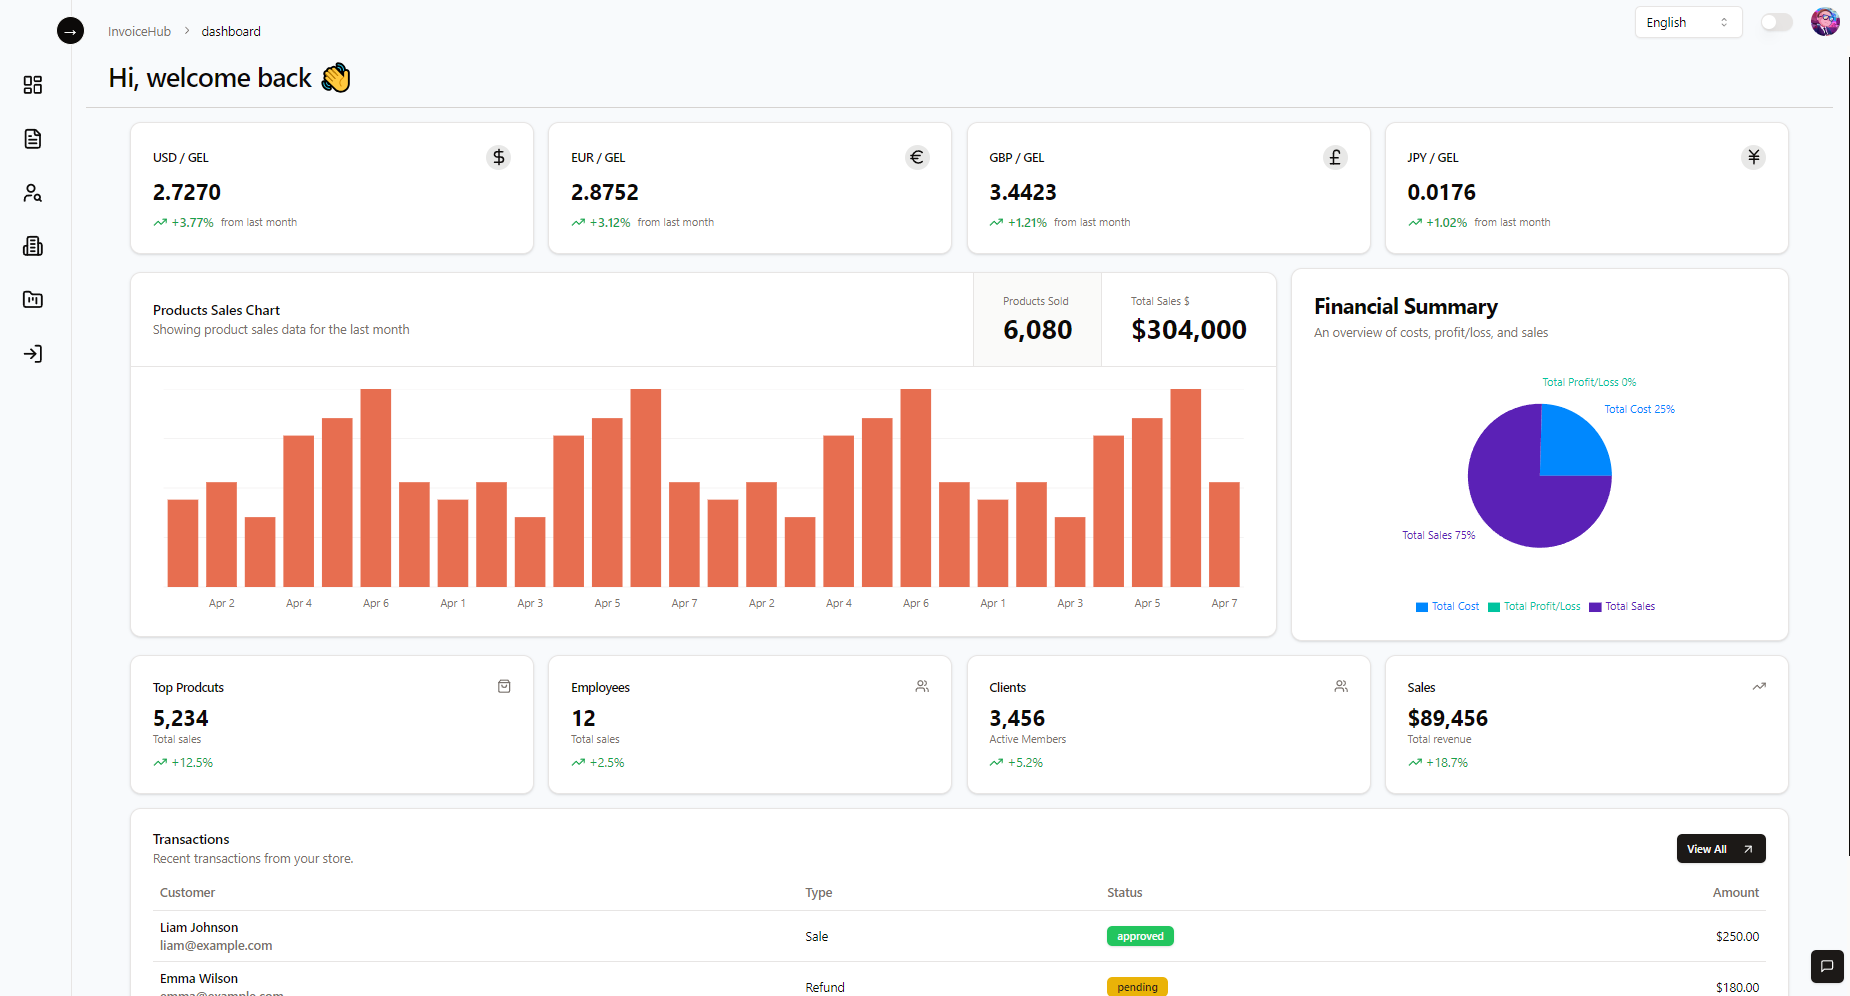 InvoiceHub > dashboard
English
Hi, welcome back 👋
USD / GEL
$
2.7270
+3.77% from last month
EUR / GEL
€
2.8752
+3.12% from last month
GBP / GEL
£
3.4423
+1.21% from last month
JPY / GEL
¥
0.0176
+1.02% from last month
Products Sales Chart
Showing product sales data for the last month
Products Sold
6,080
Total Sales $
$304,000
Apr 2 Apr 4 Apr 6 Apr 1 Apr 3 Apr 5 Apr 7 Apr 2 Apr 4 Apr 6 Apr 1 Apr 3 Apr 5 Apr 7
Financial Summary
An overview of costs, profit/loss, and sales
Total Profit/Loss 0%
Total Cost 25%
Total Sales 75%
Total Cost Total Profit/Loss Total Sales
Top Prodcuts
5,234
Total sales
+12.5%
Employees
12
Total sales
+2.5%
Clients
3,456
Active Members
+5.2%
Sales
$89,456
Total revenue
+18.7%
Transactions
Recent transactions from your store.
View All
Customer Type Status Amount
Liam Johnson
liam@example.com
Sale approved $250.00
Emma Wilson
emma@example.com
Refund pending $180.00